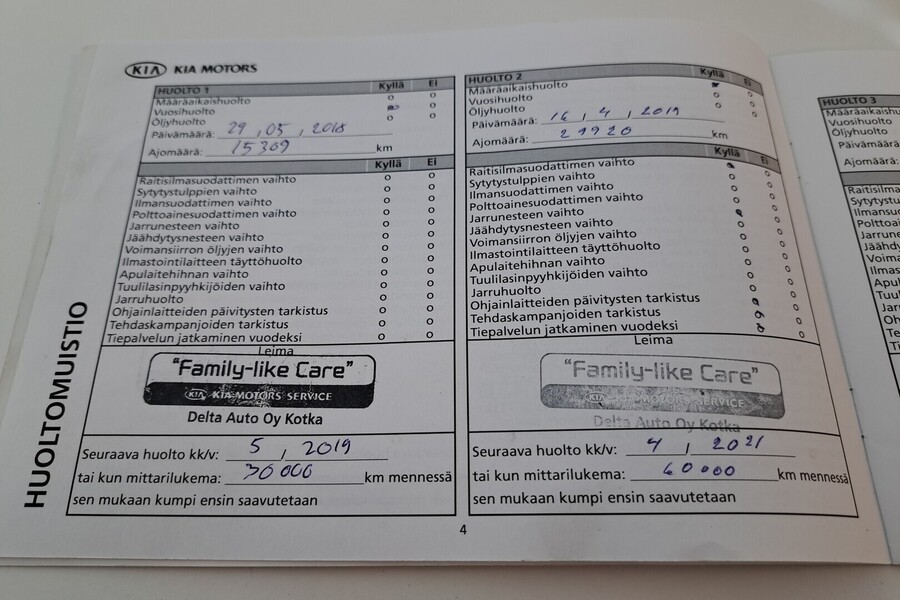 KIA KIA MOTORS
HUOLTOMUISTIO
HUOLTO 1 Kyllä Ei
Määräaikaishuolto o o
Vuosihuolto o
Öljyhuolto o o
Päivämäärä: 29, 05, 2018
Ajomäärä: 15309 km
Kyllä Ei
Raitisilmasuodattimen vaihto o o
Sytytystulppien vaihto o o
Ilmansuodattimen vaihto o o
Polttoainesuodattimen vaihto o o
Jarrunesteen vaihto o o
Jäähdytysnesteen vaihto o o
Voimansiirron öljyjen vaihto o o
Ilmastointilaitteen täyttöhuolto o o
Apulaitehihnan vaihto o o
Tuulilasinpyyhkijöiden vaihto o o
Jarruhuolto o o
Ohjainlaitteiden päivitysten tarkistus o o
Tehdaskampanjoiden tarkistus o o
Tiepalvelun jatkaminen vuodeksi o o
Leima
"Family-like Care"
KIA KIA MOTORS SERVICE
Delta Auto Oy Kotka
Seuraava huolto kk/v: 5, 2019
tai kun mittarilukema: 30 000 km mennessä
sen mukaan kumpi ensin saavutetaan
HUOLTO 2 Kyllä Ei
Määräaikaishuolto o
Vuosihuolto o o
Öljyhuolto o o
Päivämäärä: 16, 4, 2019
Ajomäärä: 29920 km
Kyllä Ei
Raitisilmasuodattimen vaihto o
Sytytystulppien vaihto o o
Ilmansuodattimen vaihto o o
Polttoainesuodattimen vaihto o o
Jarrunesteen vaihto o
Jäähdytysnesteen vaihto o o
Voimansiirron öljyjen vaihto o o
Ilmastointilaitteen täyttöhuolto o o
Apulaitehihnan vaihto o o
Tuulilasinpyyhkijöiden vaihto o o
Jarruhuolto o o
Ohjainlaitteiden päivitysten tarkistus o
Tehdaskampanjoiden tarkistus o
Tiepalvelun jatkaminen vuodeksi o
Leima
"Family-like Care"
KIA KIA MOTORS SERVICE
Delta Auto Oy Kotka
Seuraava huolto kk/v: 4, 2021
tai kun mittarilukema: 60 000 km mennessä
sen mukaan kumpi ensin saavutetaan
4
HUOLTO 3
Vuosihuolto
Öljyhuolto
Päivämäärä:
Ajomäärä: